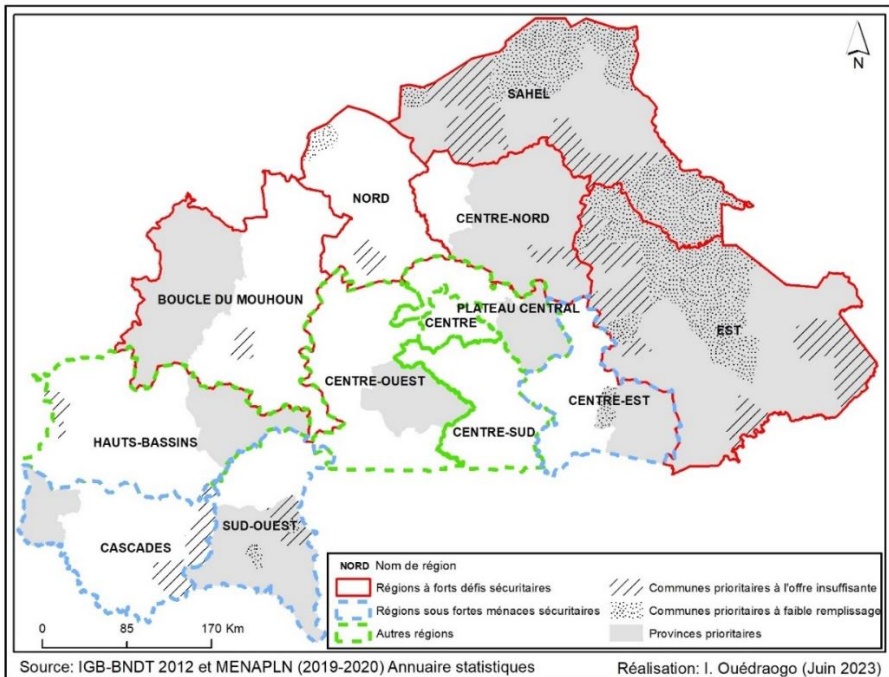 N
SAHEL
NORD
CENTRE-NORD
BOUCLE DU MOUHOUN
PLATEAU CENTRAL
CENTRE
EST
CENTRE-OUEST
CENTRE-EST
HAUTS-BASSINS
CENTRE-SUD
SUD-OUEST
CASCADES
NORD Nom de région
Régions à forts défis sécuritaires
Régions sous fortes ménaces sécuritaires
Autres régions
Communes prioritaires à l'offre insuffisante
Communes prioritaires à faible remplissage
Provinces prioritaires
0 85 170 Km
Source: IGB-BNDT 2012 et MENAPLN (2019-2020) Annuaire statistiques
Réalisation: I. Ouédraogo (Juin 2023)